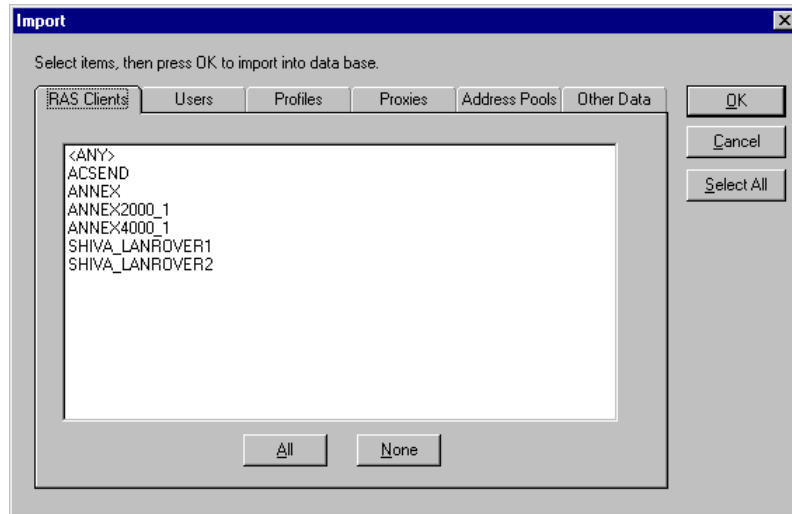 Import
Select items, then press OK to import into data base.
RAS Clients Users Profiles Proxies Address Pools Other Data
OK
Cancel
Select All
<ANY>
ACSEND
ANNEX
ANNEX2000_1
ANNEX4000_1
SHIVA_LANROVER1
SHIVA_LANROVER2
All None